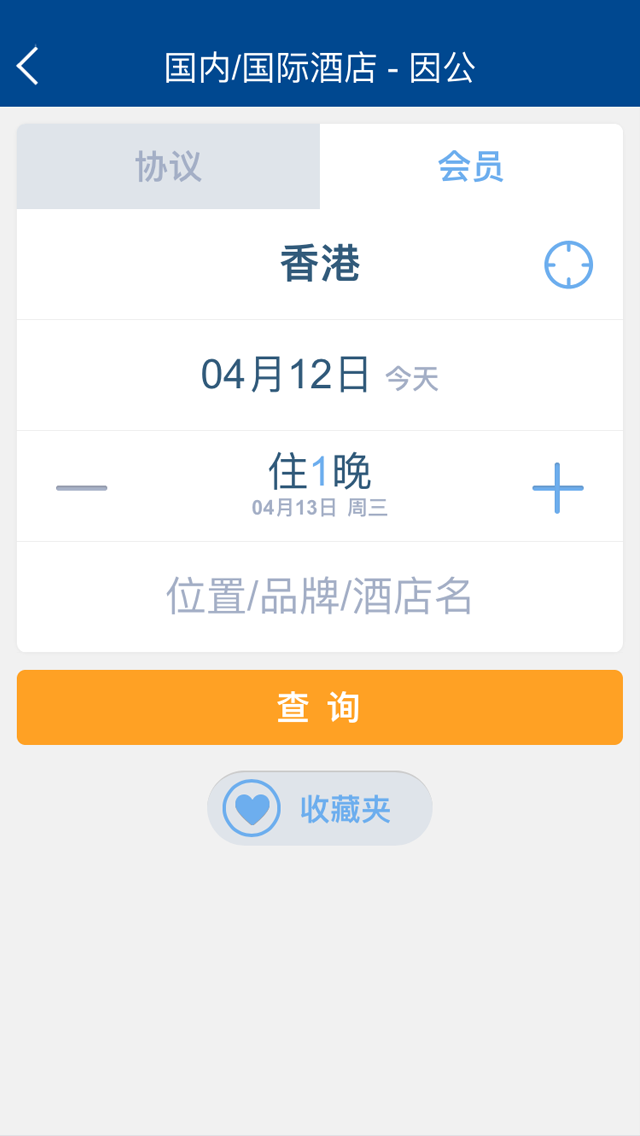 国内/国际酒店 - 因公
协议
会员
香港
04月12日 今天
住1晚
04月13日 周三
位置/品牌/酒店名
查 询
收藏夹